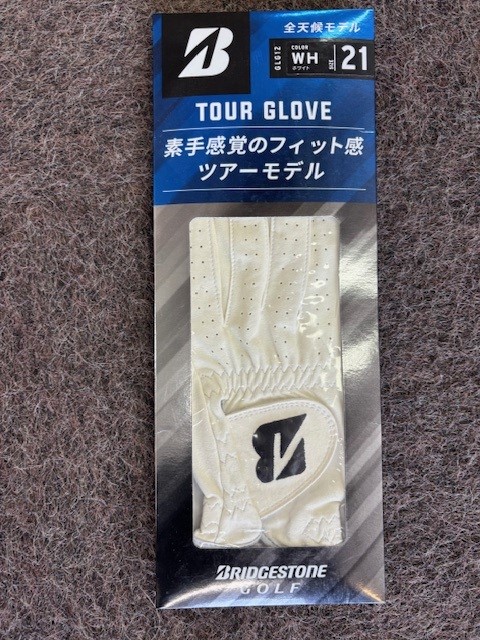 全天候モデル
GLG12
COLOR
WH
ホワイト
SIZE
21
TOUR GLOVE
素手感覚のフィット感
ツアーモデル
BRIDGESTONE
GOLF